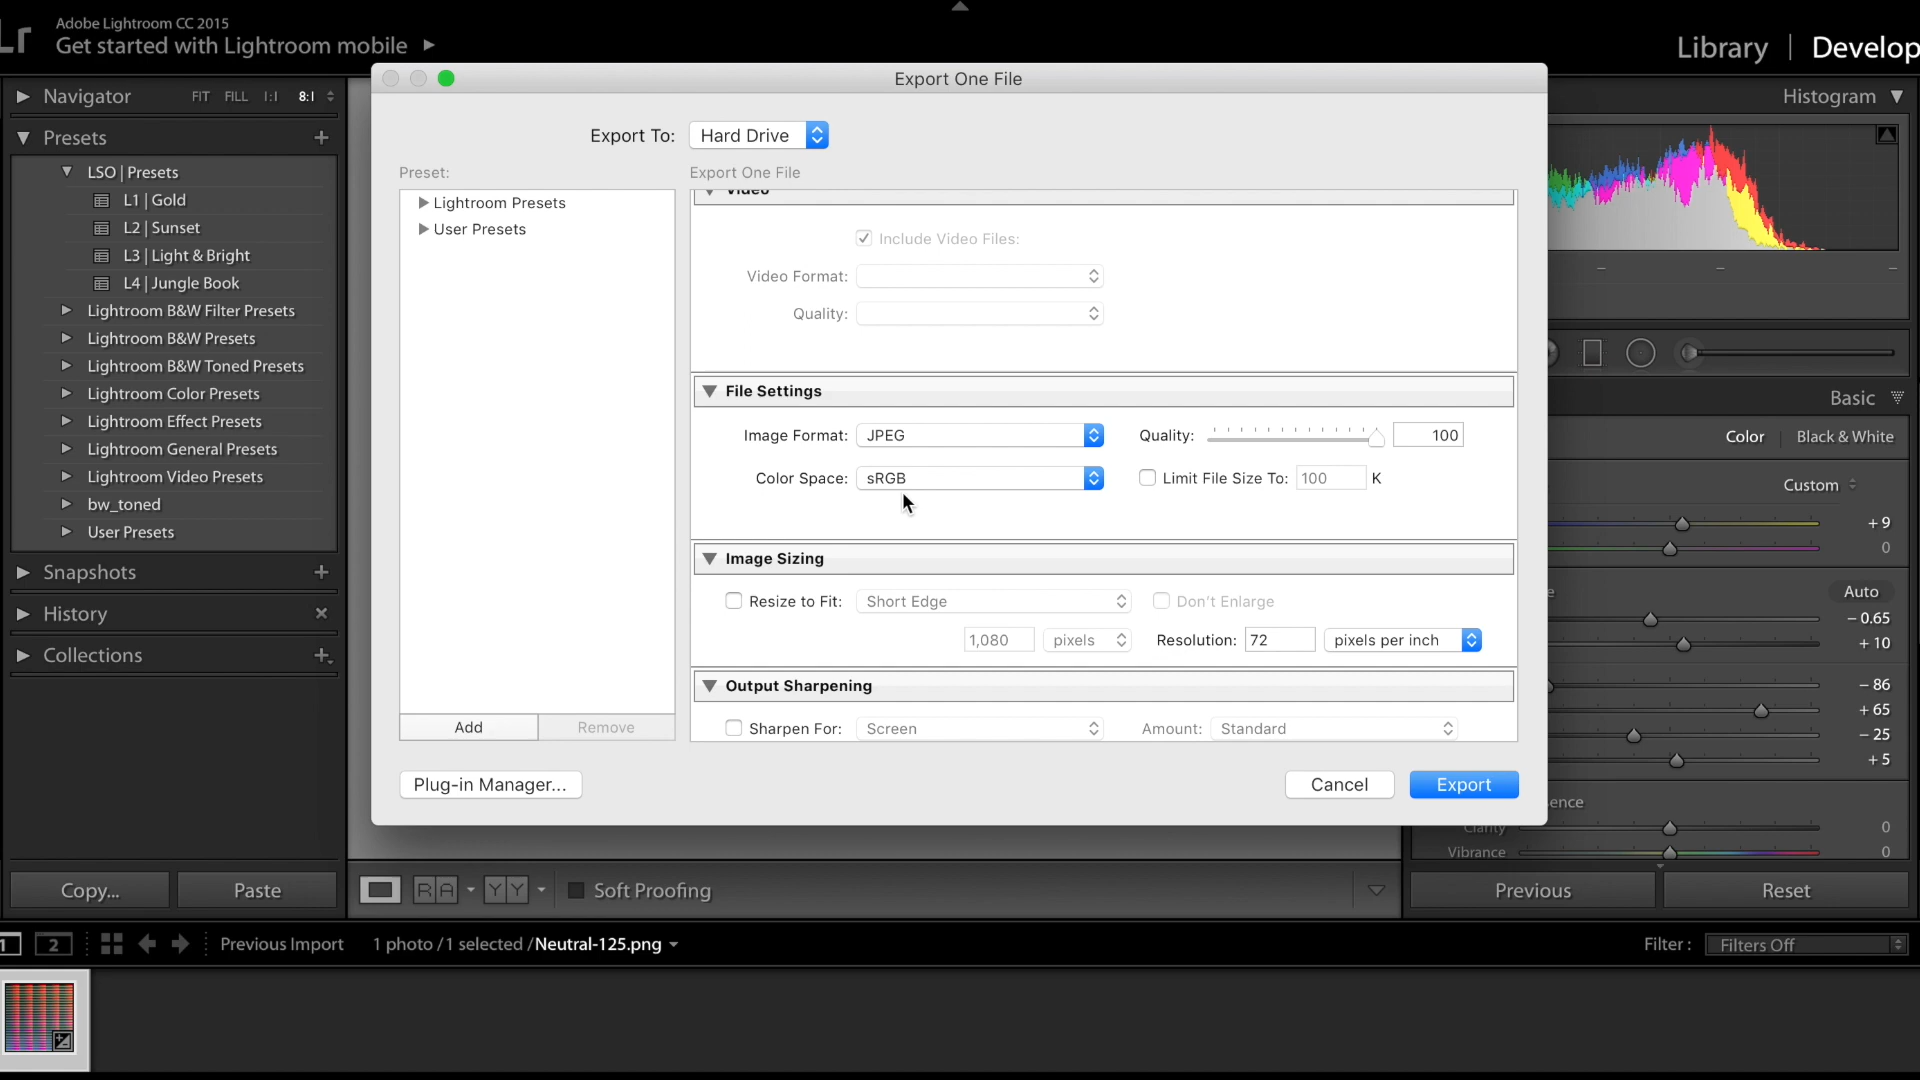 Lr
Adobe Lightroom CC 2015
Get started with Lightroom mobile
Library | Develop
Navigator FIT FILL 1:1 8:1
Presets +
LSO | Presets
L1 | Gold
L2 | Sunset
L3 | Light & Bright
L4 | Jungle Book
Lightroom B&W Filter Presets
Lightroom B&W Presets
Lightroom B&W Toned Presets
Lightroom Color Presets
Lightroom Effect Presets
Lightroom General Presets
Lightroom Video Presets
bw_toned
User Presets
Snapshots +
History ×
Collections +
Copy... Paste
Export One File
Export To: Hard Drive
Preset:
Lightroom Presets
User Presets
Add Remove
Export One File
Video
Include Video Files:
Video Format:
Quality:
File Settings
Image Format: JPEG Quality: 100
Color Space: sRGB Limit File Size To: 100 K
Image Sizing
Resize to Fit: Short Edge Don't Enlarge
1,080 pixels Resolution: 72 pixels per inch
Output Sharpening
Sharpen For: Screen Amount: Standard
Plug-in Manager... Cancel Export
Histogram
Basic
Color | Black & White
Custom
+9
0
Auto
– 0.65
+ 10
– 86
+ 65
– 25
+ 5
ence
Clarity 0
Vibrance 0
Previous Reset
R A Y Y Soft Proofing
1 2 Previous Import 1 photo / 1 selected / Neutral-125.png Filter : Filters Off